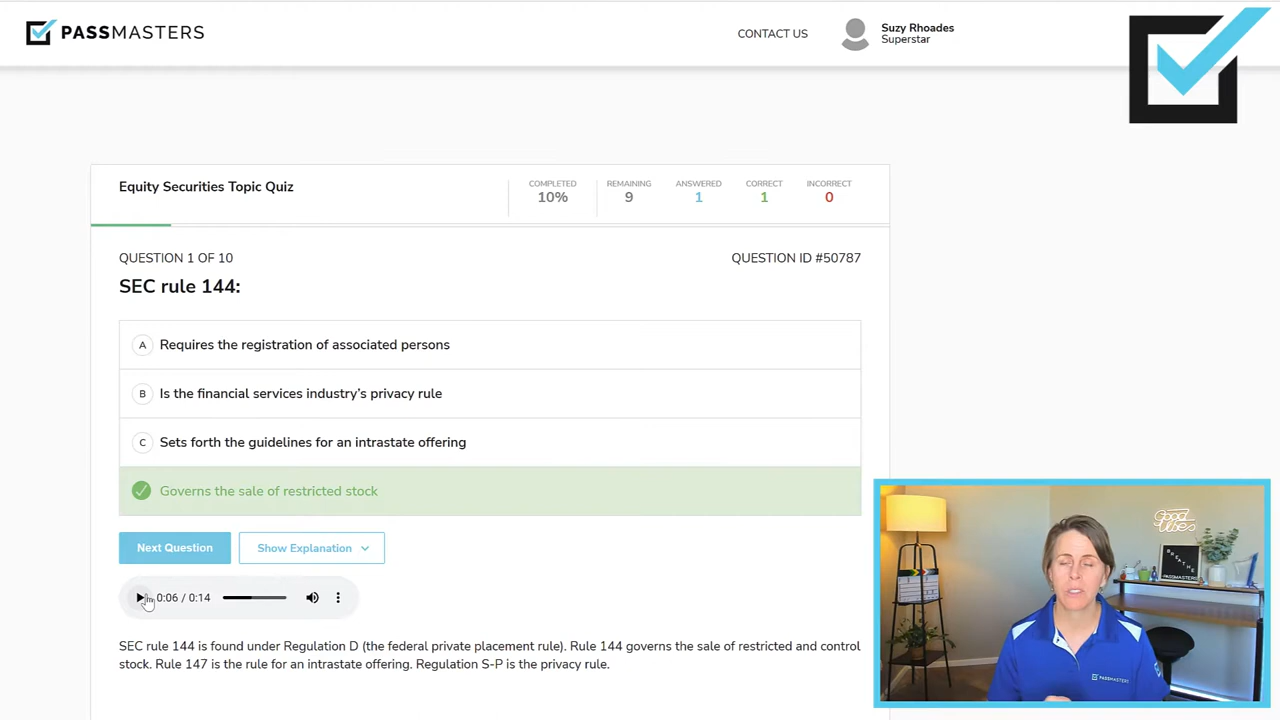 PASSMASTERS
CONTACT US
Suzy Rhoades
Superstar
Equity Securities Topic Quiz
COMPLETED
10%
REMAINING
9
ANSWERED
1
CORRECT
1
INCORRECT
0
QUESTION 1 OF 10
QUESTION ID #50787
SEC rule 144:
A Requires the registration of associated persons
B Is the financial services industry's privacy rule
C Sets forth the guidelines for an intrastate offering
Governs the sale of restricted stock
Next Question
Show Explanation
0:06 / 0:14
SEC rule 144 is found under Regulation D (the federal private placement rule). Rule 144 governs the sale of restricted and control
stock. Rule 147 is the rule for an intrastate offering. Regulation S-P is the privacy rule.
Good
Vibes
BREATHE
PASSMASTERS
PASSMASTERS